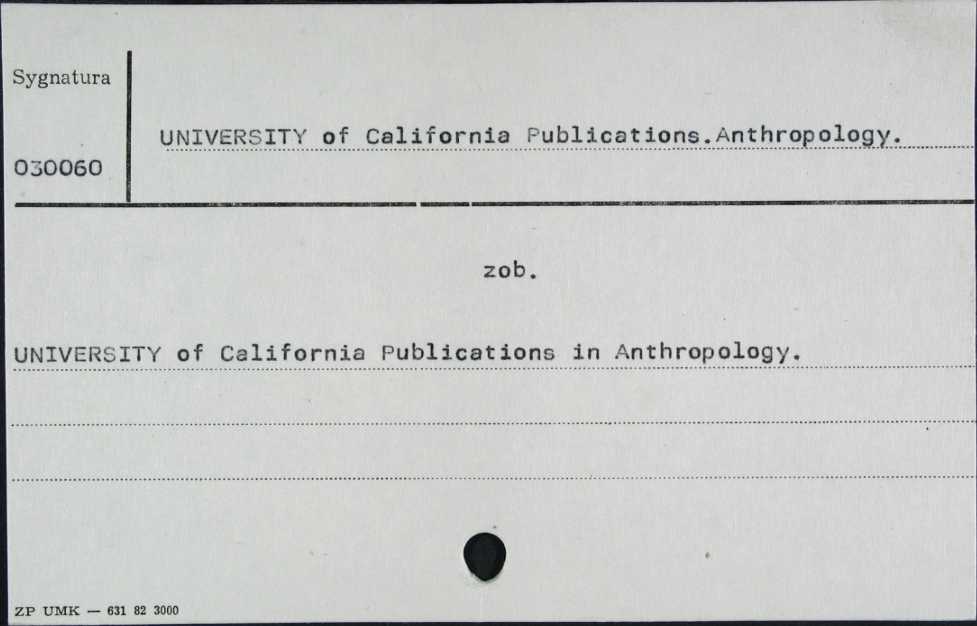 Sygnatura
UNIVERSITY of California Publications.Anthropology.
030060
zob.
UNIVERSITY of California Publications in Anthropology.
ZP UMK — 631 82 3000